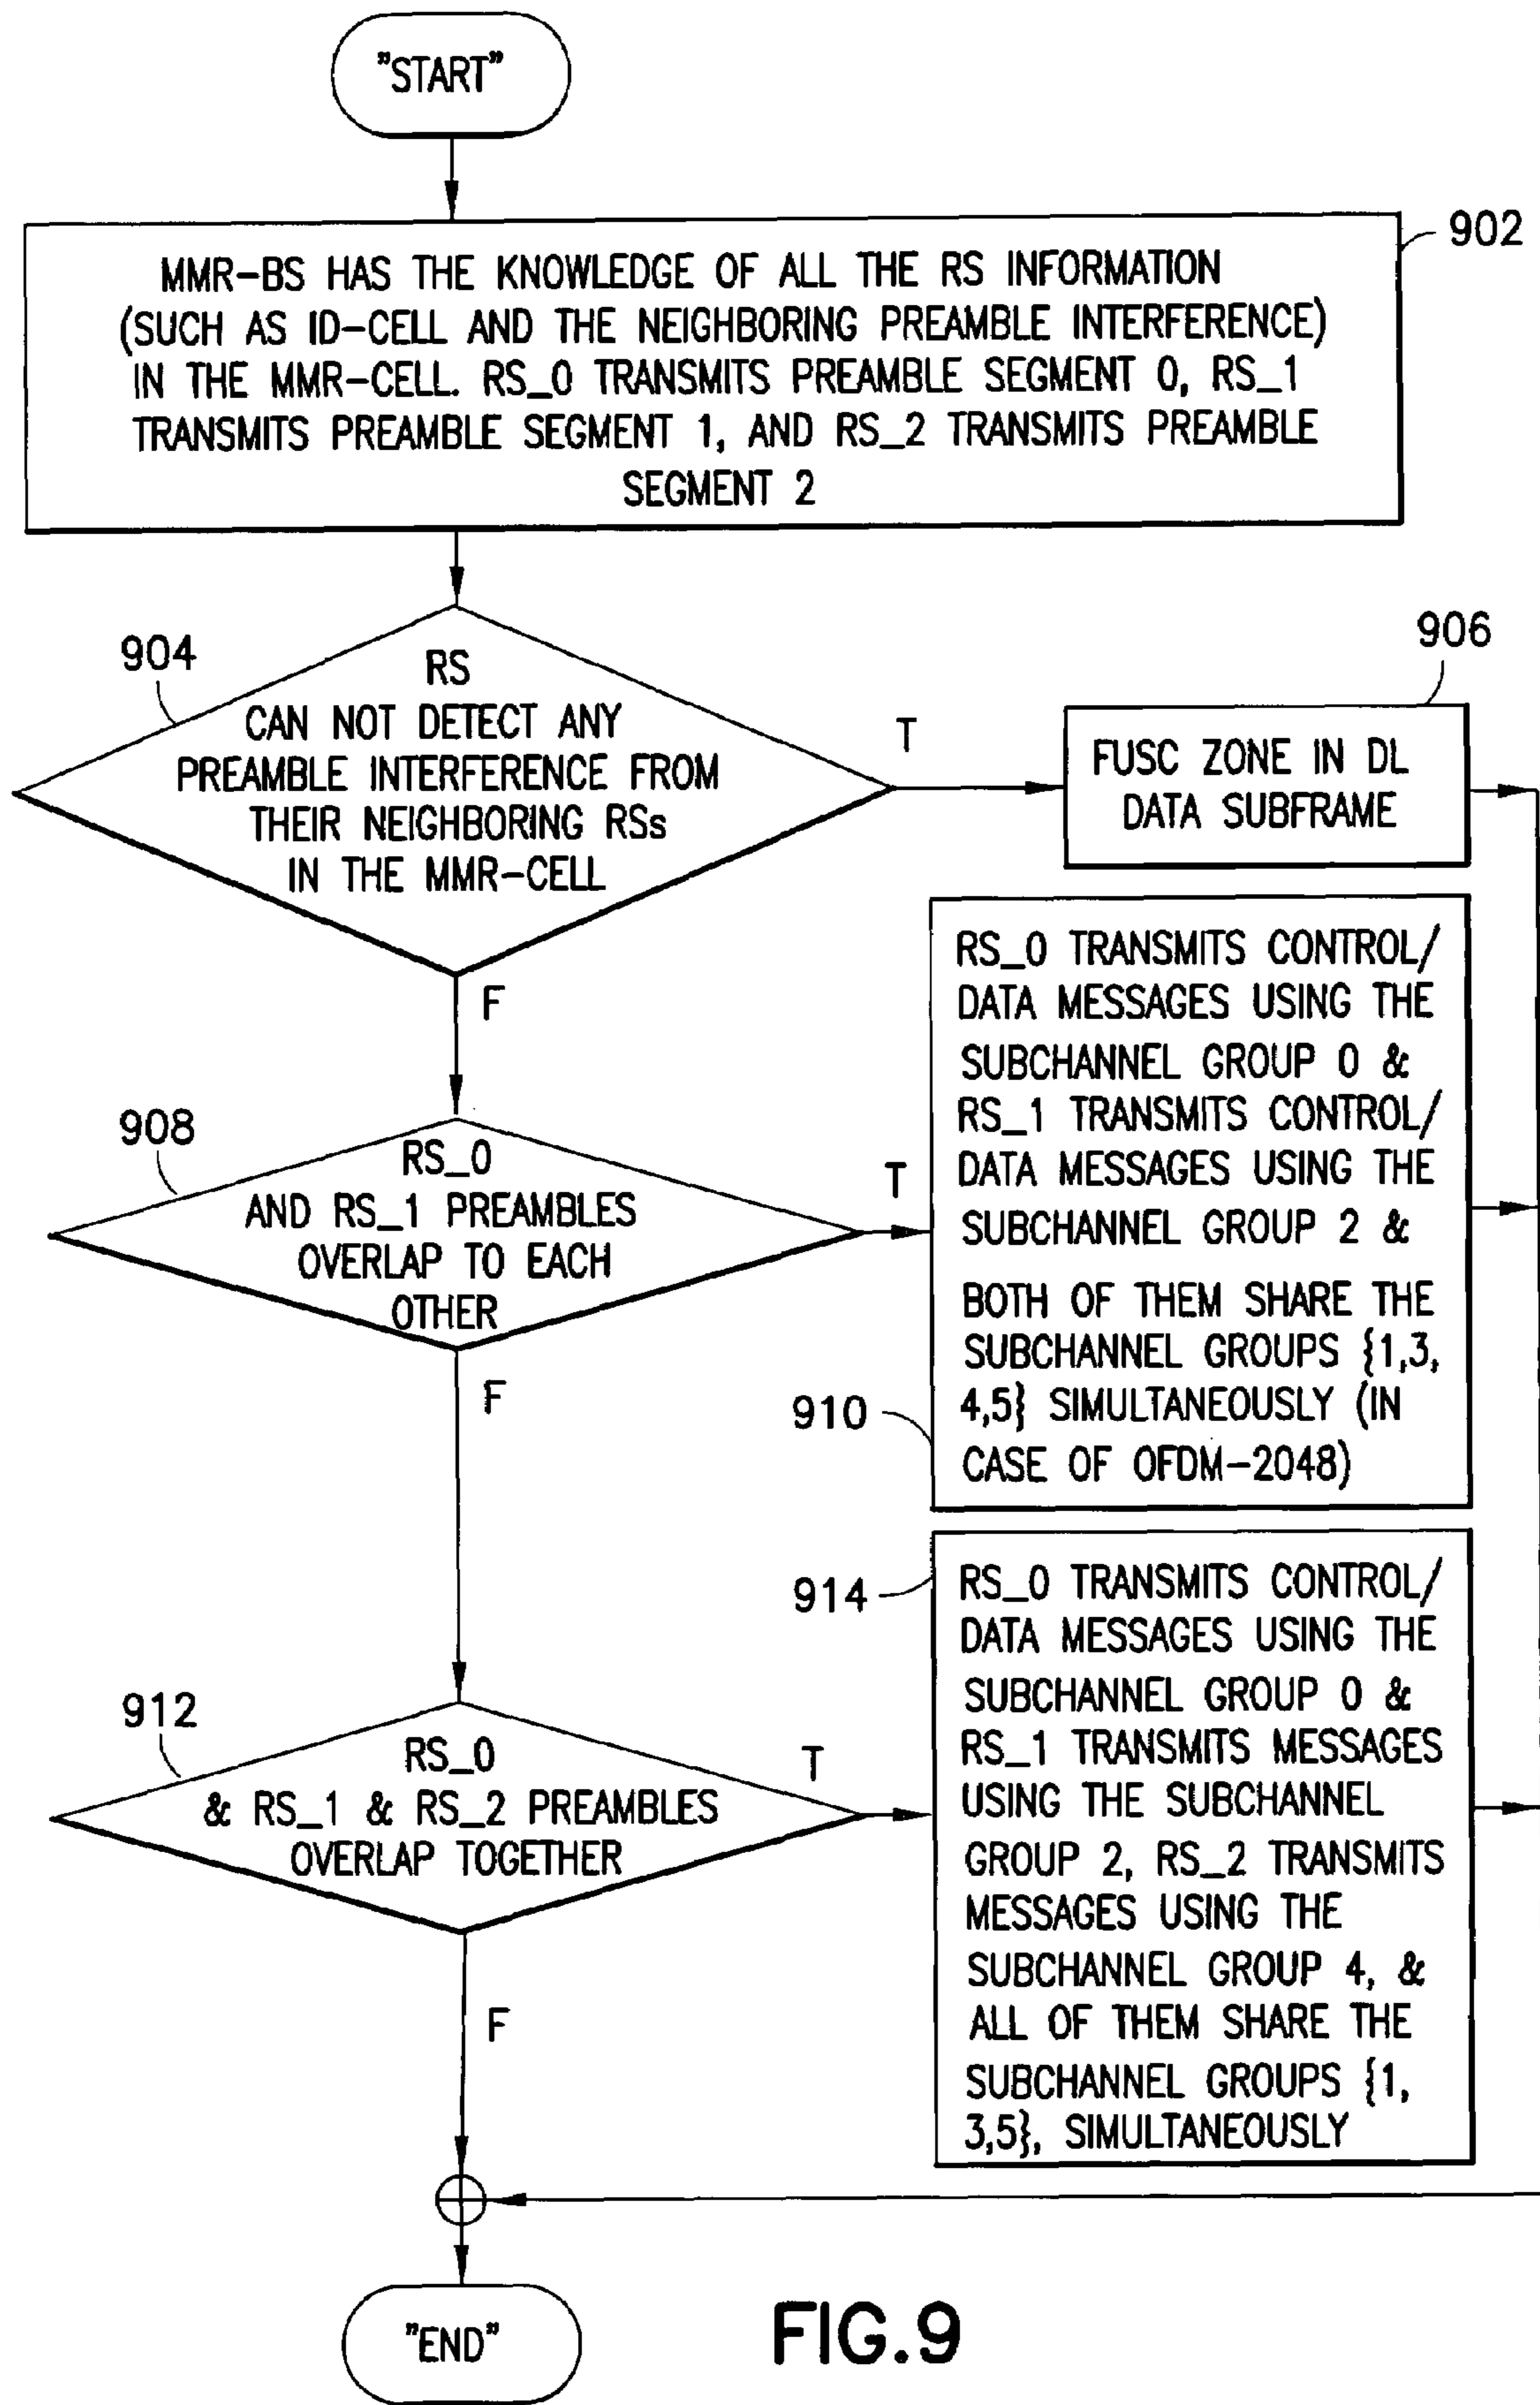 "START"
902
MMR-BS HAS THE KNOWLEDGE OF ALL THE RS INFORMATION
(SUCH AS ID-CELL AND THE NEIGHBORING PREAMBLE INTERFERENCE)
IN THE MMR-CELL. RS_0 TRANSMITS PREAMBLE SEGMENT 0, RS_1
TRANSMITS PREAMBLE SEGMENT 1, AND RS_2 TRANSMITS PREAMBLE
SEGMENT 2
904
RS
CAN NOT DETECT ANY
PREAMBLE INTERFERENCE FROM
THEIR NEIGHBORING RSs
IN THE MMR-CELL
T
F
906
FUSC ZONE IN DL
DATA SUBFRAME
908
RS_0
AND RS_1 PREAMBLES
OVERLAP TO EACH
OTHER
T
F
RS_0 TRANSMITS CONTROL/
DATA MESSAGES USING THE
SUBCHANNEL GROUP 0 &
RS_1 TRANSMITS CONTROL/
DATA MESSAGES USING THE
SUBCHANNEL GROUP 2 &
BOTH OF THEM SHARE THE
SUBCHANNEL GROUPS {1,3,
4,5} SIMULTANEOUSLY (IN
CASE OF OFDM-2048)
910
912
RS_0
& RS_1 & RS_2 PREAMBLES
OVERLAP TOGETHER
T
F
914
RS_0 TRANSMITS CONTROL/
DATA MESSAGES USING THE
SUBCHANNEL GROUP 0 &
RS_1 TRANSMITS MESSAGES
USING THE SUBCHANNEL
GROUP 2, RS_2 TRANSMITS
MESSAGES USING THE
SUBCHANNEL GROUP 4, &
ALL OF THEM SHARE THE
SUBCHANNEL GROUPS {1,
3,5}, SIMULTANEOUSLY
"END"
FIG.9